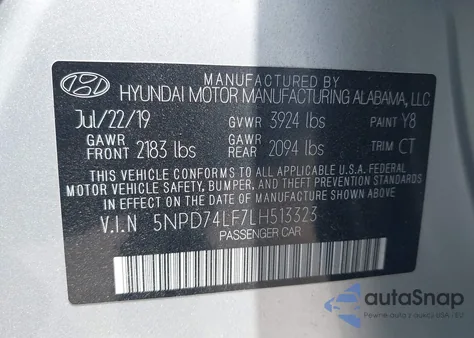 MANUFACTURED BY
HYUNDAI MOTOR MANUFACTURING ALABAMA, LLC
Jul/22/19 GVWR 3924 lbs PAINT Y8
GAWR FRONT 2183 lbs GAWR REAR 2094 lbs TRIM CT
THIS VEHICLE CONFORMS TO ALL APPLICABLE U.S. FEDERAL
MOTOR VEHICLE SAFETY, BUMPER, AND THEFT PREVENTION STANDARDS
IN EFFECT ON THE DATE OF MANUFACTURE SHOWN ABOVE.
V.I.N 5NPD74LF7LH513323
PASSENGER CAR
autoSnap